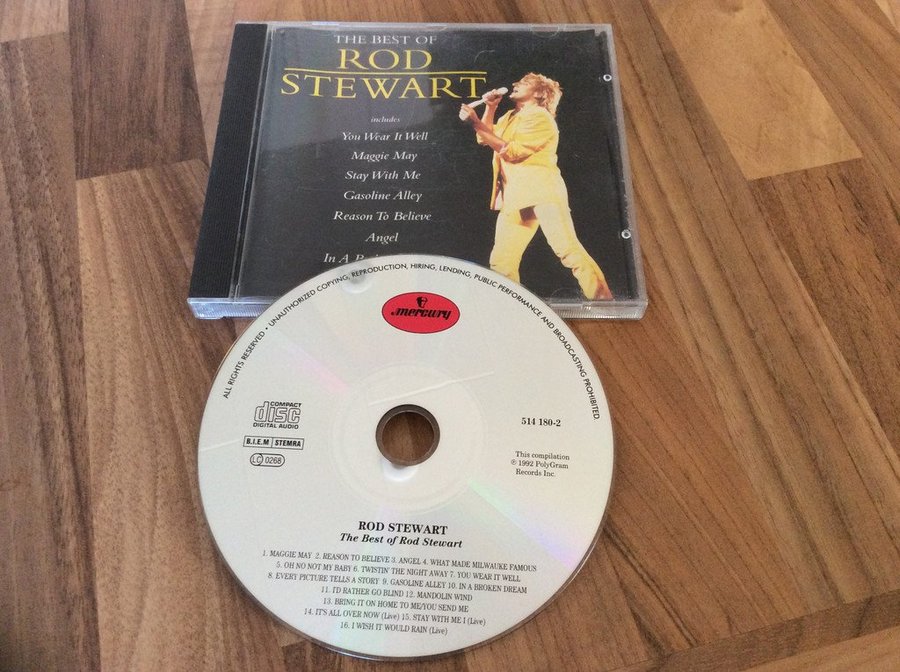 THE BEST OF
ROD
STEWART
includes
You Wear It Well
Maggie May
Stay With Me
Gasoline Alley
Reason To Believe
Angel
In A
ALL RIGHTS RESERVED • UNAUTHORIZED COPYING, REPRODUCTION, HIRING, LENDING, PUBLIC PERFORMANCE AND BROADCASTING PROHIBITED.
mercury
COMPACT
disc
DIGITAL AUDIO
B.I.E.M STEMRA
LC 0268
514 180-2
This compilation
℗ 1992 PolyGram
Records Inc.
ROD STEWART
The Best of Rod Stewart
1. MAGGIE MAY 2. REASON TO BELIEVE 3. ANGEL 4. WHAT MADE MILWAUKE FAMOUS
5. OH NO NOT MY BABY 6. TWISTIN' THE NIGHT AWAY 7. YOU WEAR IT WELL
8. EVERY PICTURE TELLS A STORY 9. GASOLINE ALLEY 10. IN A BROKEN DREAM
11. I'D RATHER GO BLIND 12. MANDOLIN WIND
13. BRING IT ON HOME TO ME/YOU SEND ME
14. IT'S ALL OVER NOW (Live) 15. STAY WITH ME I (Live)
16. I WISH IT WOULD RAIN (Live)